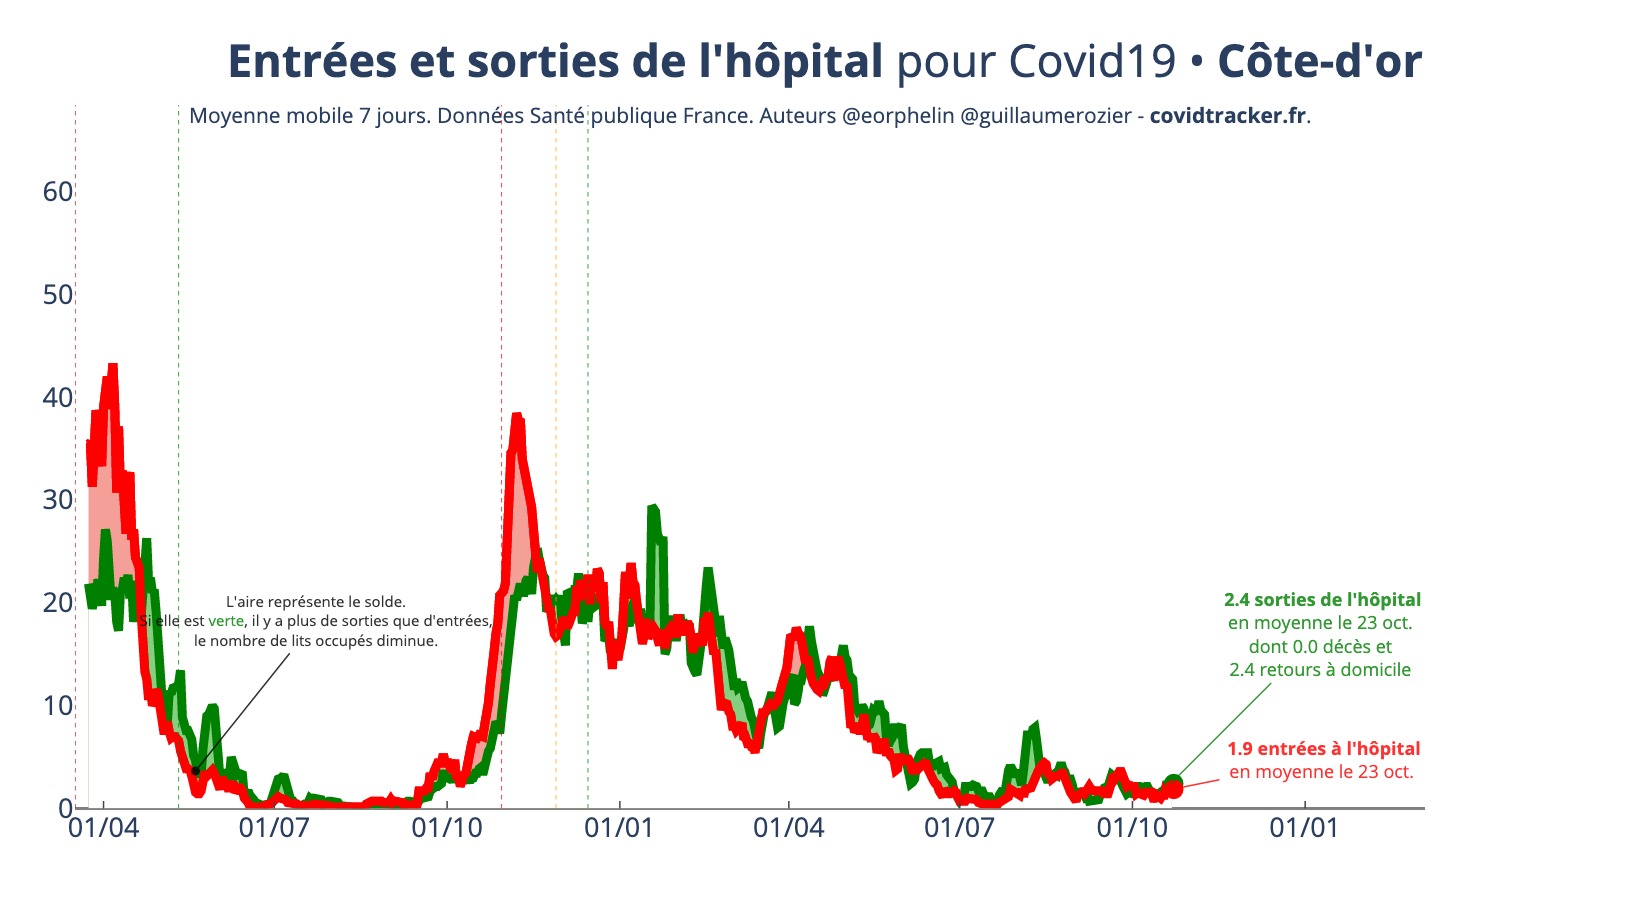 Entrées et sorties de l'hôpital pour Covid19 • Côte-d'or
Moyenne mobile 7 jours. Données Santé publique France. Auteurs @eorphelin @guillaumerozier - covidtracker.fr.
60
50
40
30
20
10
0
L'aire représente le solde.
Si elle est verte, il y a plus de sorties que d'entrées,
le nombre de lits occupés diminue.
2.4 sorties de l'hôpital
en moyenne le 23 oct.
dont 0.0 décès et
2.4 retours à domicile
1.9 entrées à l'hôpital
en moyenne le 23 oct.
01/04 01/07 01/10 01/01 01/04 01/07 01/10 01/01